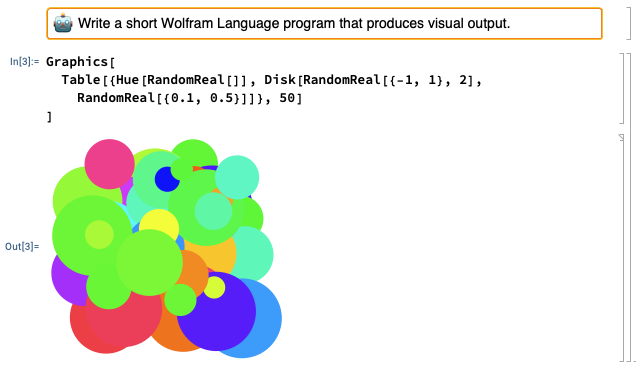 Write a short Wolfram Language program that produces visual output.
In[3]:= Graphics[
Table[{Hue[RandomReal[]], Disk[RandomReal[{-1, 1}, 2],
RandomReal[{0.1, 0.5}]]}, 50]
]
Out[3]=